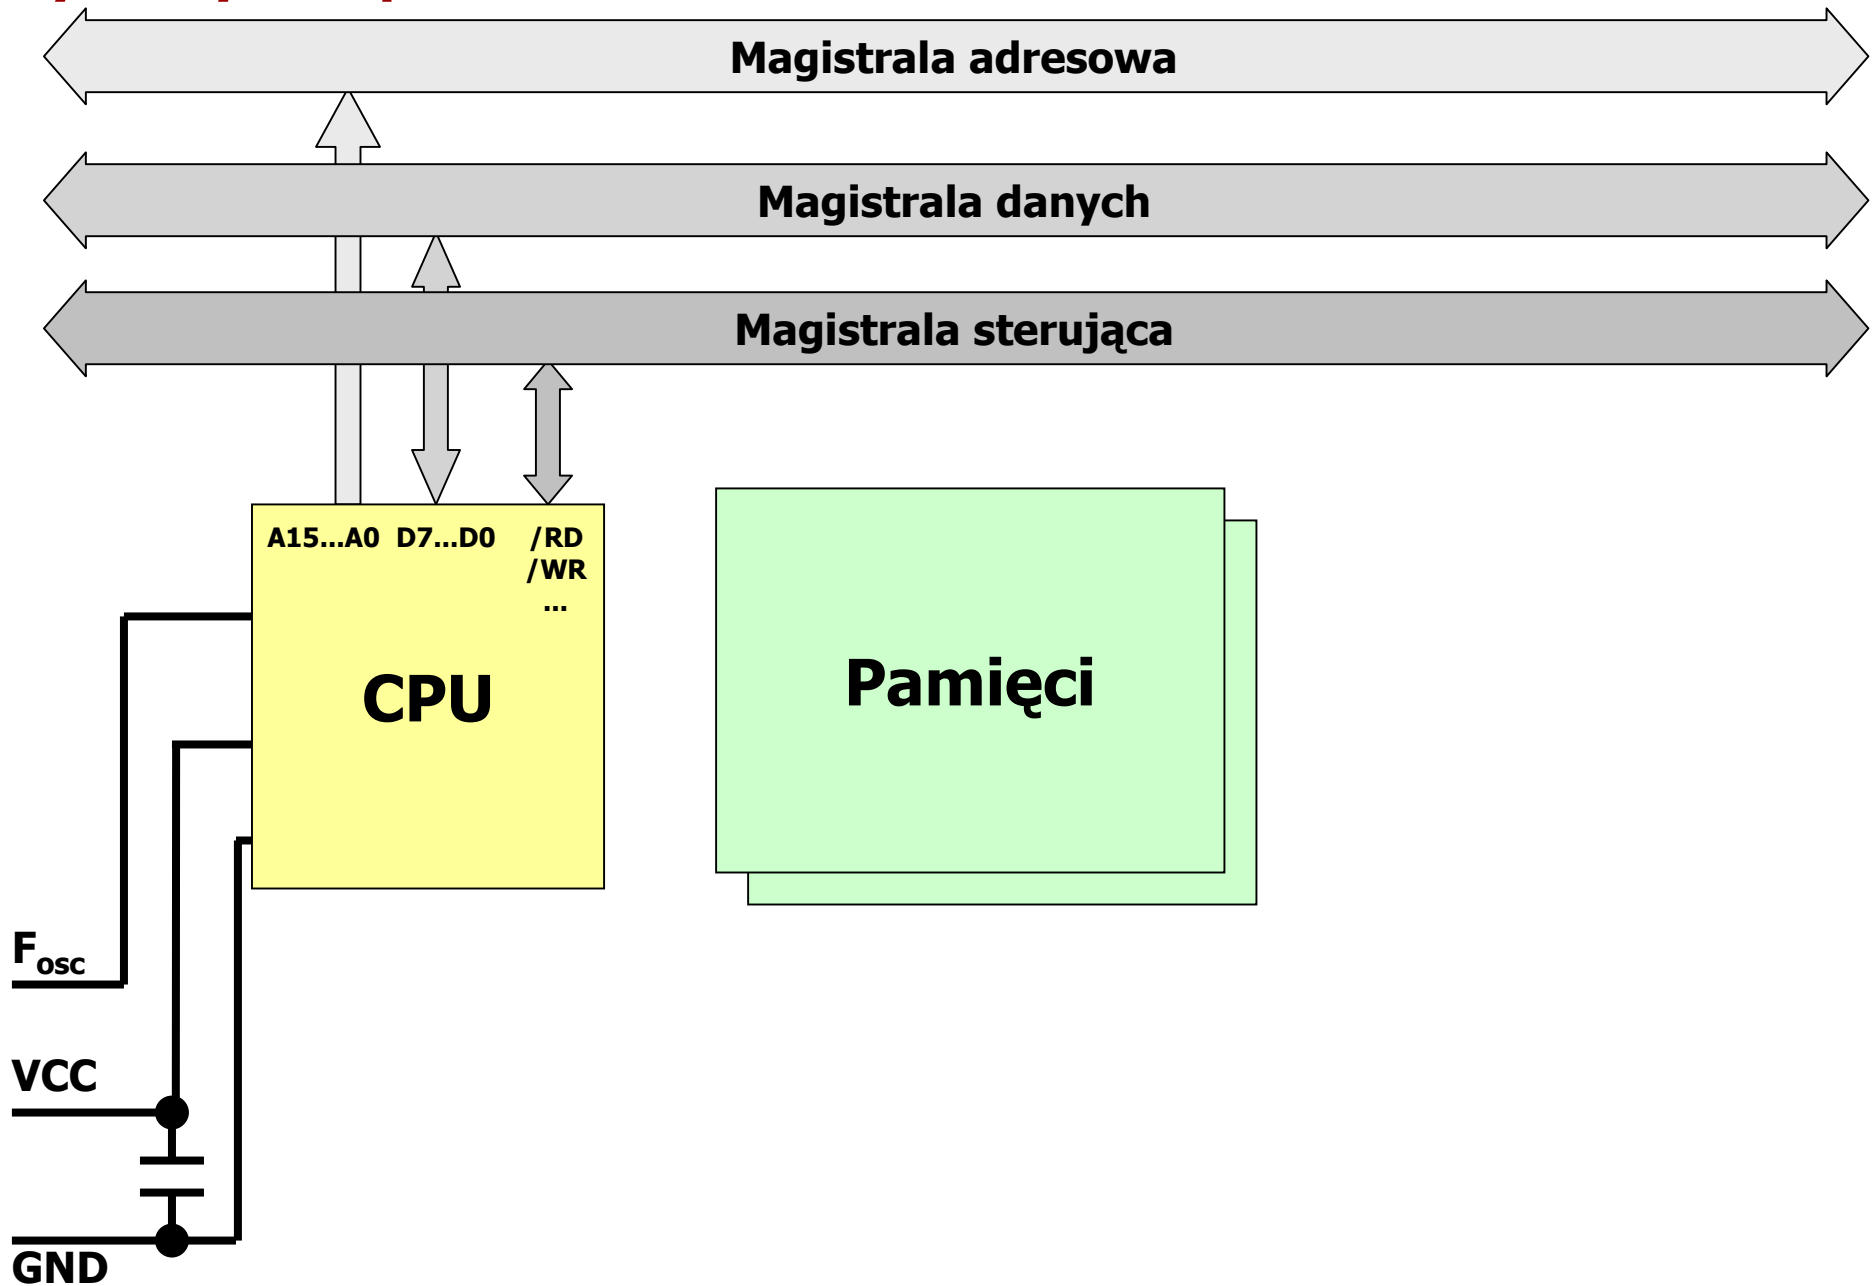 Magistrala adresowa
Magistrala danych
Magistrala sterująca
A15...A0 D7...D0 /RD
/WR
...
CPU
Pamięci
Fosc
VCC
GND